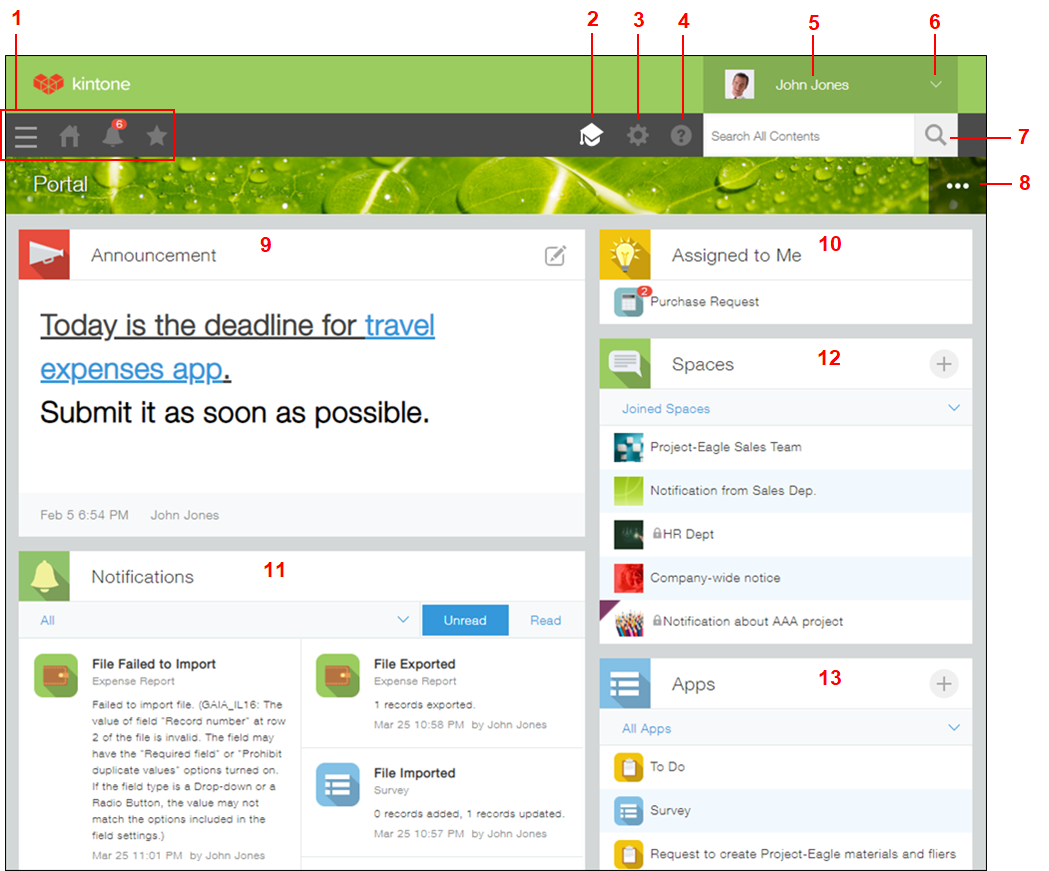 1
2
3
4
5
6
kintone
John Jones
6
Search All Contents
7
Portal
8
Announcement
9
Today is the deadline for travel
expenses app.
Submit it as soon as possible.
Feb 5 6:54 PM John Jones
Assigned to Me
10
2
Purchase Request
Spaces
12
Joined Spaces
Project-Eagle Sales Team
Notification from Sales Dep.
HR Dept
Company-wide notice
Notification about AAA project
Notifications
11
All
Unread
Read
File Failed to Import
Expense Report
Failed to import file. (GAIA_IL16: The
value of field "Record number" at row
2 of the file is invalid. The field may
have the "Required field" or "Prohibit
duplicate values" options turned on.
If the field type is a Drop-down or a
Radio Button, the value may not
match the options included in the
field settings.)
Mar 25 11:01 PM by John Jones
File Exported
Expense Report
1 records exported.
Mar 25 10:58 PM by John Jones
File Imported
Survey
0 records added, 1 records updated.
Mar 25 10:57 PM by John Jones
Apps
13
All Apps
To Do
Survey
Request to create Project-Eagle materials and fliers